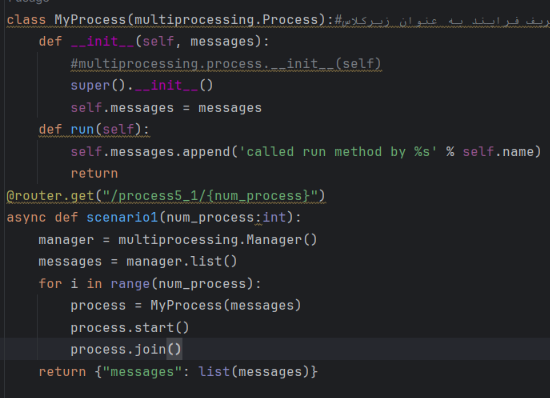 class MyProcess(multiprocessing.Process):#تعریف فرایند به عنوان زیرکلاس
    def __init__(self, messages):
        #multiprocessing.process.__init__(self)
        super().__init__()
        self.messages = messages
    def run(self):
        self.messages.append('called run method by %s' % self.name)
        return
@router.get("/process5_1/{num_process}")
async def scenario1(num_process:int):
    manager = multiprocessing.Manager()
    messages = manager.list()
    for i in range(num_process):
        process = MyProcess(messages)
        process.start()
        process.join()
    return {"messages": list(messages)}